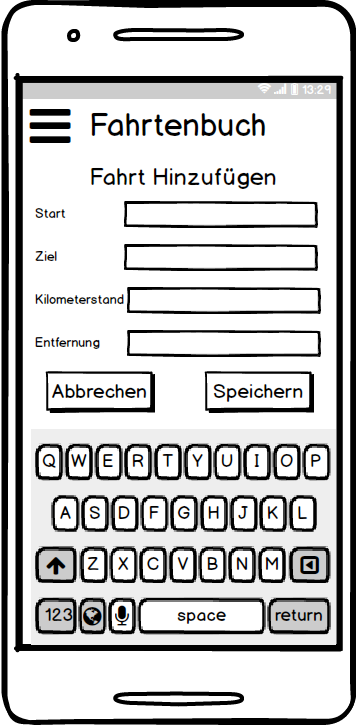 13:29
Fahrtenbuch
Fahrt Hinzufügen
Start
Ziel
Kilometerstand
Entfernung
Abbrechen Speichern
Q W E R T Y U I O P
A S D F G H J K L
Z X C V B N M
123 space return